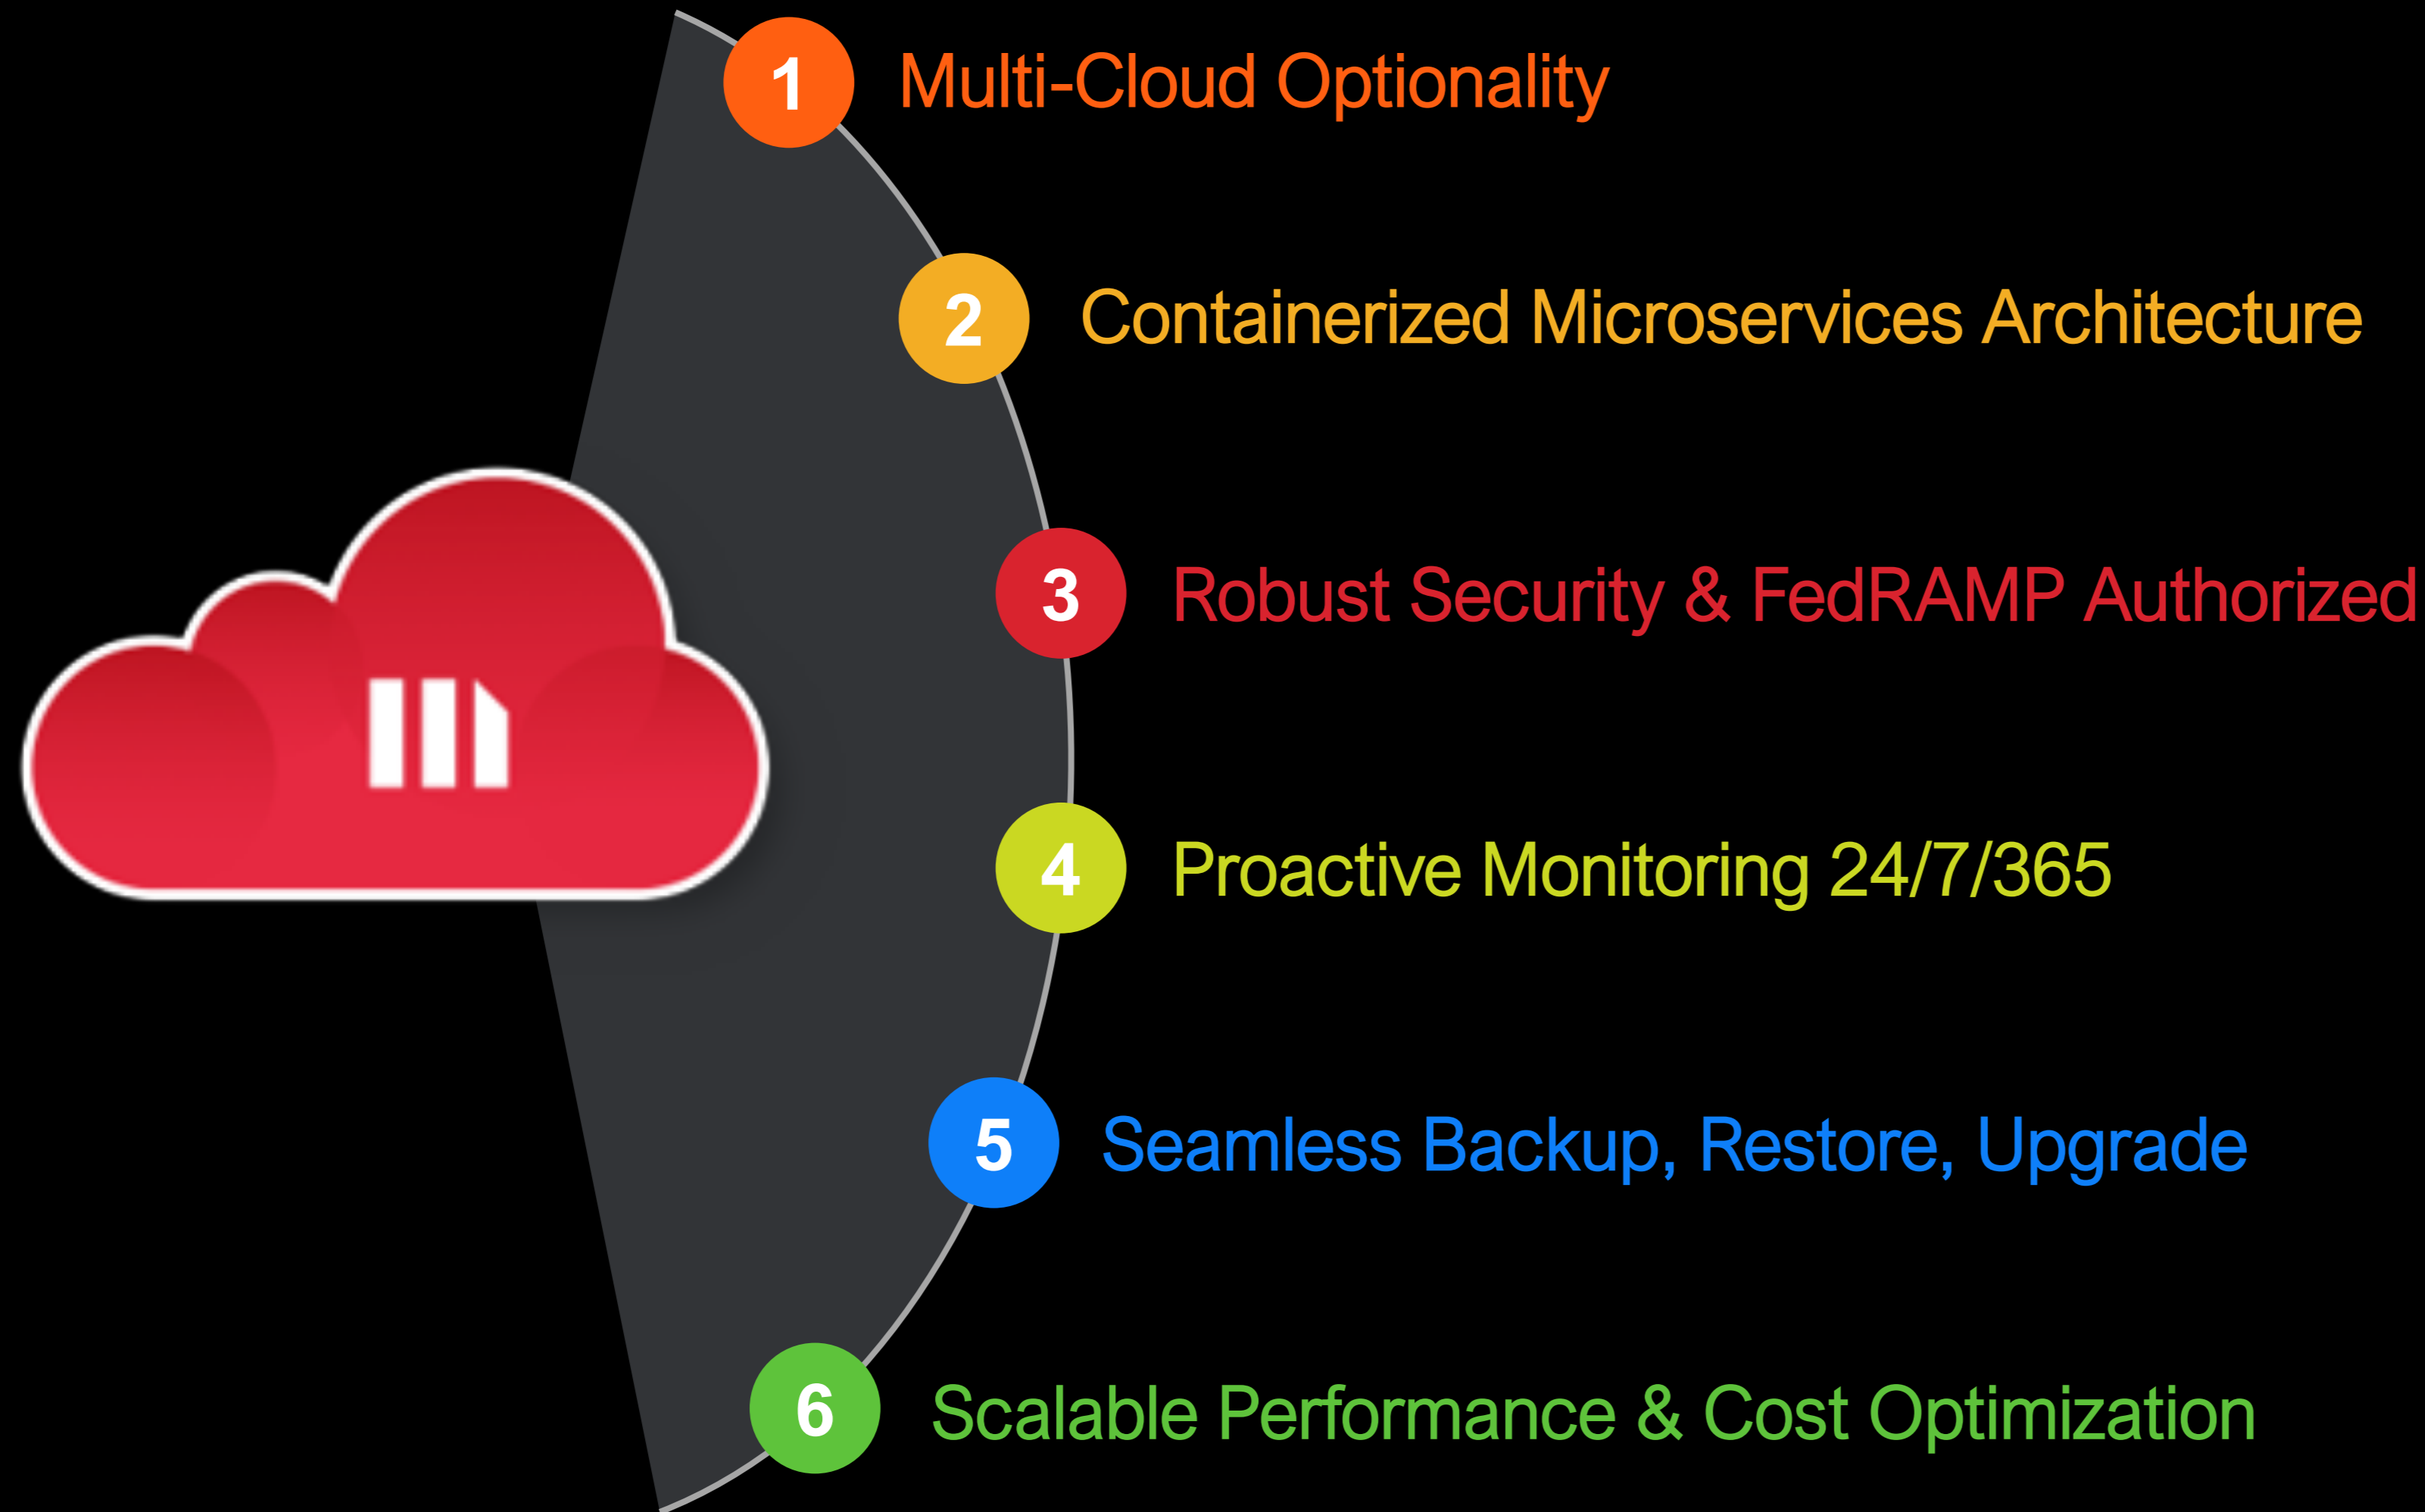 1 Multi-Cloud Optionality
2 Containerized Microservices Architecture
3 Robust Security & FedRAMP Authorized
4 Proactive Monitoring 24/7/365
5 Seamless Backup, Restore, Upgrade
6 Scalable Performance & Cost Optimization